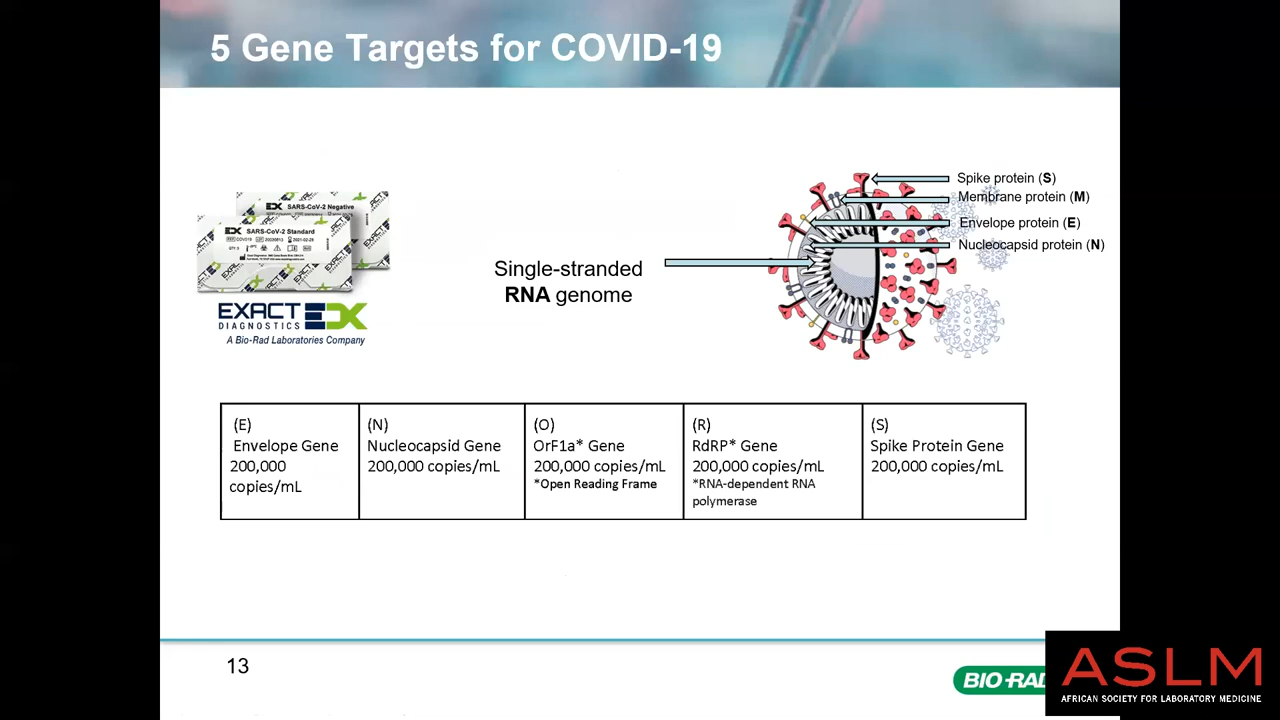 5 Gene Targets for COVID-19
EX SARS-CoV-2 Negative
EX SARS-CoV-2 Standard
EXACT
DIAGNOSTICS
A Bio-Rad Laboratories Company
Single-stranded
RNA genome
Spike protein (S)
Membrane protein (M)
Envelope protein (E)
Nucleocapsid protein (N)
(E)
Envelope Gene
200,000
copies/mL
(N)
Nucleocapsid Gene
200,000 copies/mL
(O)
OrF1a* Gene
200,000 copies/mL
*Open Reading Frame
(R)
RdRP* Gene
200,000 copies/mL
*RNA-dependent RNA
polymerase
(S)
Spike Protein Gene
200,000 copies/mL
13
BIO-RAD
ASLM
AFRICAN SOCIETY FOR LABORATORY MEDICINE